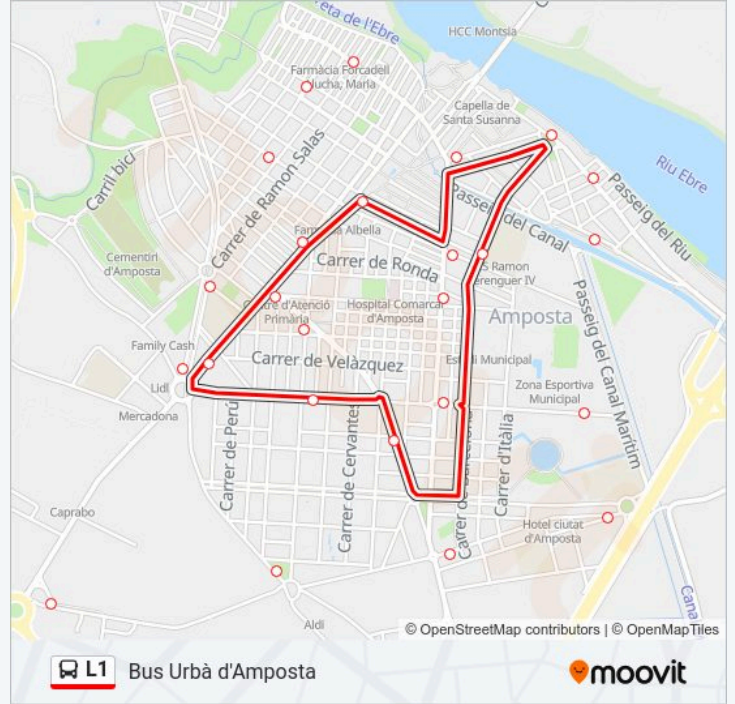 reta de l'Ebre
HCC Montsia
Farmàcia Forcadell
lucha, Maria
Capella de
Santa Susanna
Riu Ebre
Carril bici
Carrer de Ramon Salas
Passeig del Canal
Passeig del Riu
Cementiri
d'Amposta
Farmàcia Albella
Carrer de Ronda
S Ramon
erenguer IV
Centre d'Atenció
Primària
Hospital Comarcal
d'Amposta
Amposta
Passeig del Canal Marítim
Family Cash
Lidl
Mercadona
Carrer de Velàzquez
Estadi Municipal
Zona Esportiva
Municipal
Carrer de Perú
Carrer de Cervantes
Carrer de Barcelona
Carrer d'Itàlia
Caprabo
Hotel ciutat
d'Amposta
Aldi
Cana
© OpenStreetMap contributors | © OpenMapTiles
L1 Bus Urbà d'Amposta
moovit